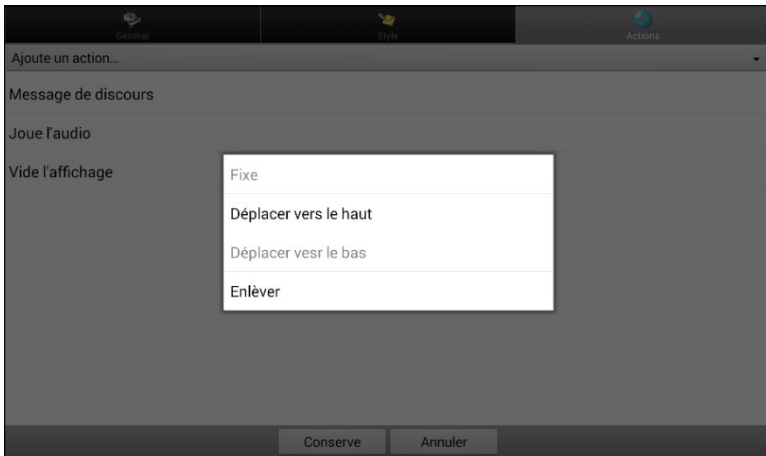 Général
Style
Actions
Ajoute un action...
Message de discours
Joue l'audio
Vide l'affichage
Fixe
Déplacer vers le haut
Déplacer vesr le bas
Enlèver
Conserve
Annuler